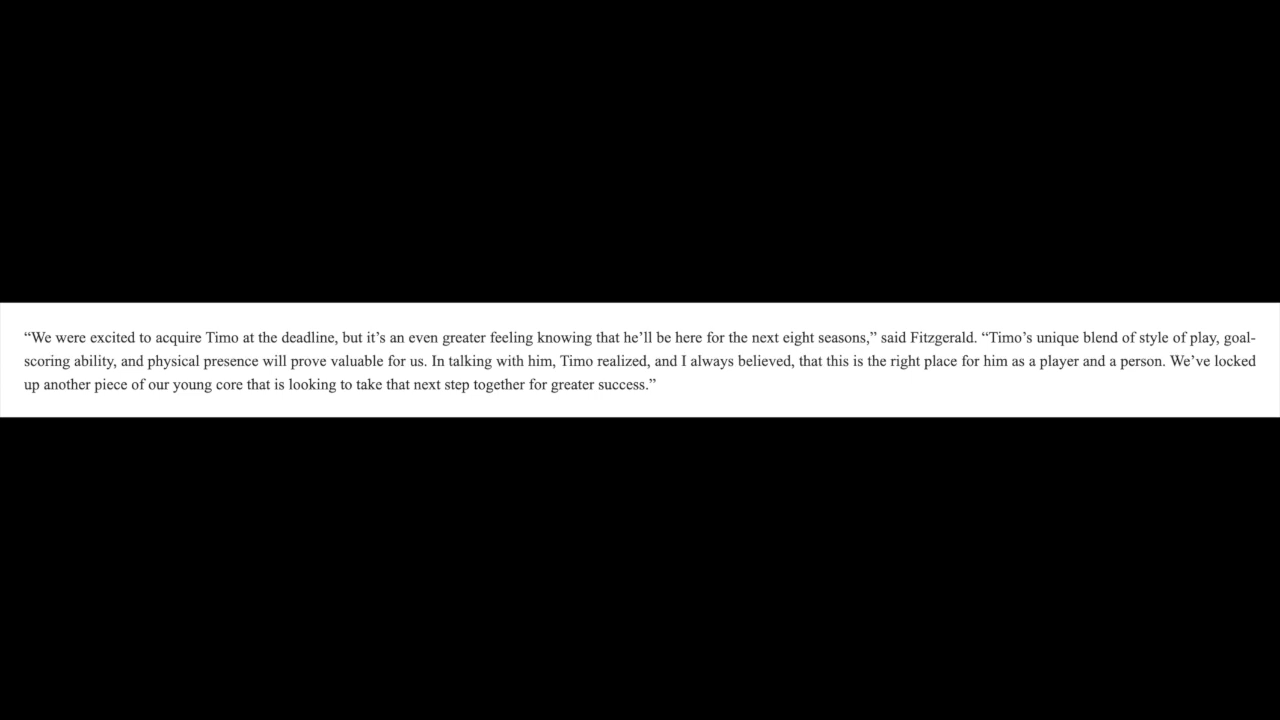 “We were excited to acquire Timo at the deadline, but it’s an even greater feeling knowing that he’ll be here for the next eight seasons,” said Fitzgerald. “Timo’s unique blend of style of play, goal-
scoring ability, and physical presence will prove valuable for us. In talking with him, Timo realized, and I always believed, that this is the right place for him as a player and a person. We’ve locked
up another piece of our young core that is looking to take that next step together for greater success.”